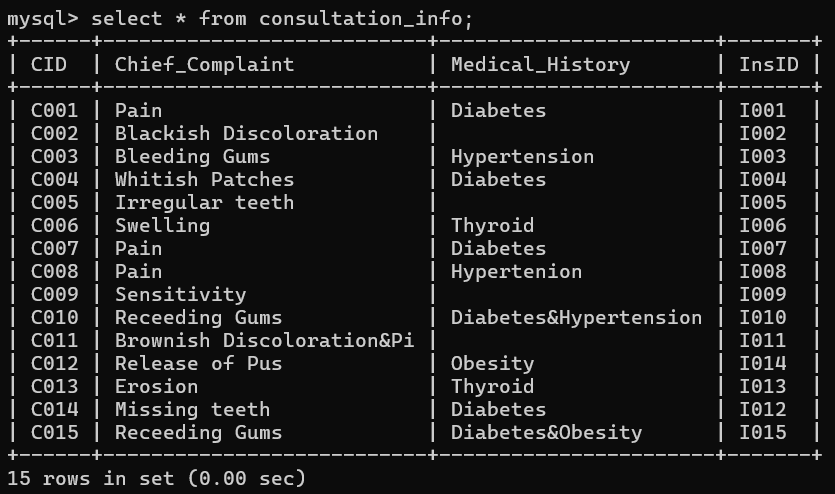 mysql> select * from consultation_info;
+------+---------------------------+-----------------------+-------+
| CID  | Chief_Complaint           | Medical_History       | InsID |
+------+---------------------------+-----------------------+-------+
| C001 | Pain                      | Diabetes              | I001  |
| C002 | Blackish Discoloration    |                       | I002  |
| C003 | Bleeding Gums             | Hypertension          | I003  |
| C004 | Whitish Patches           | Diabetes              | I004  |
| C005 | Irregular teeth           |                       | I005  |
| C006 | Swelling                  | Thyroid               | I006  |
| C007 | Pain                      | Diabetes              | I007  |
| C008 | Pain                      | Hypertenion           | I008  |
| C009 | Sensitivity               |                       | I009  |
| C010 | Receeding Gums            | Diabetes&Hypertension | I010  |
| C011 | Brownish Discoloration&Pi |                       | I011  |
| C012 | Release of Pus            | Obesity               | I014  |
| C013 | Erosion                   | Thyroid               | I013  |
| C014 | Missing teeth             | Diabetes              | I012  |
| C015 | Receeding Gums            | Diabetes&Obesity      | I015  |
+------+---------------------------+-----------------------+-------+
15 rows in set (0.00 sec)